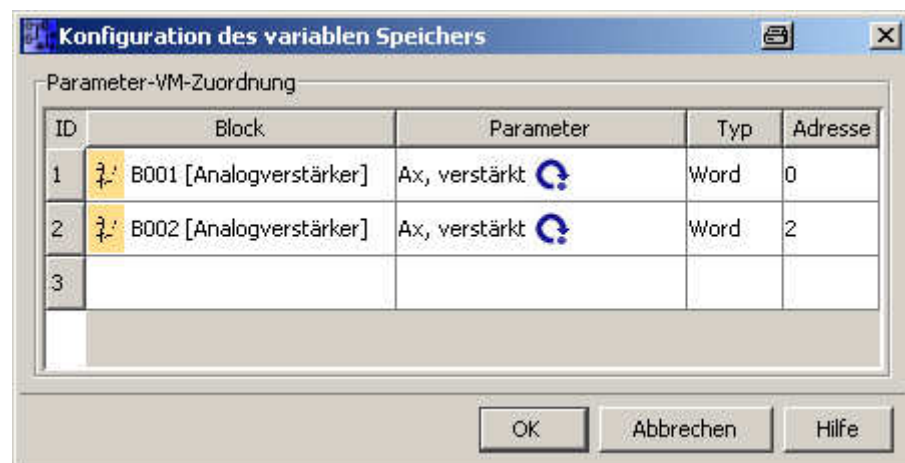 Konfiguration des variablen Speichers
Parameter-VM-Zuordnung
ID Block Parameter Typ Adresse
1 B001 [Analogverstärker] Ax, verstärkt Word 0
2 B002 [Analogverstärker] Ax, verstärkt Word 2
3
OK Abbrechen Hilfe